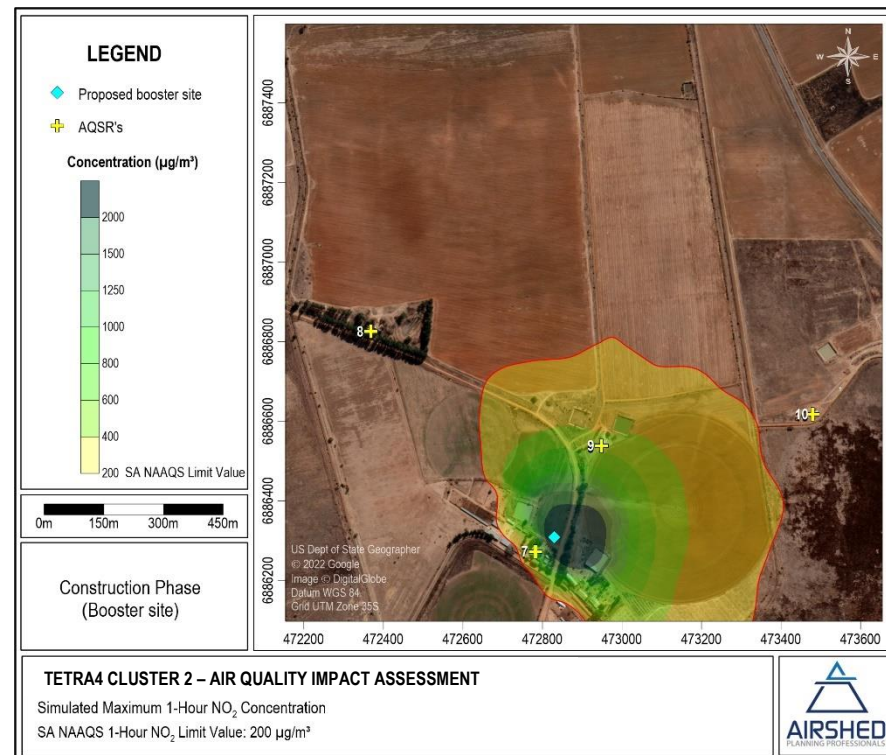 LEGEND
Proposed booster site
AQSR's
Concentration (µg/m³)
2000
1500
1000
800
600
400
200 SA NAAQS Limit Value
0m 150m 300m 450m
Construction Phase
(Booster site)
N
W E
S
6887400
6887200
6887000
6886800
6886600
6886400
6886200
8
10
9
7
US Dept of State Geographer
© 2022 Google
Image © DigitalGlobe
Datum WGS 84
Grid UTM Zone 35S
472200 472400 472600 472800 473000 473200 473400 473600
TETRA4 CLUSTER 2 – AIR QUALITY IMPACT ASSESSMENT
Simulated Maximum 1-Hour NO₂ Concentration
SA NAAQS 1-Hour NO₂ Limit Value: 200 µg/m³
AIRSHED
PLANNING PROFESSIONALS